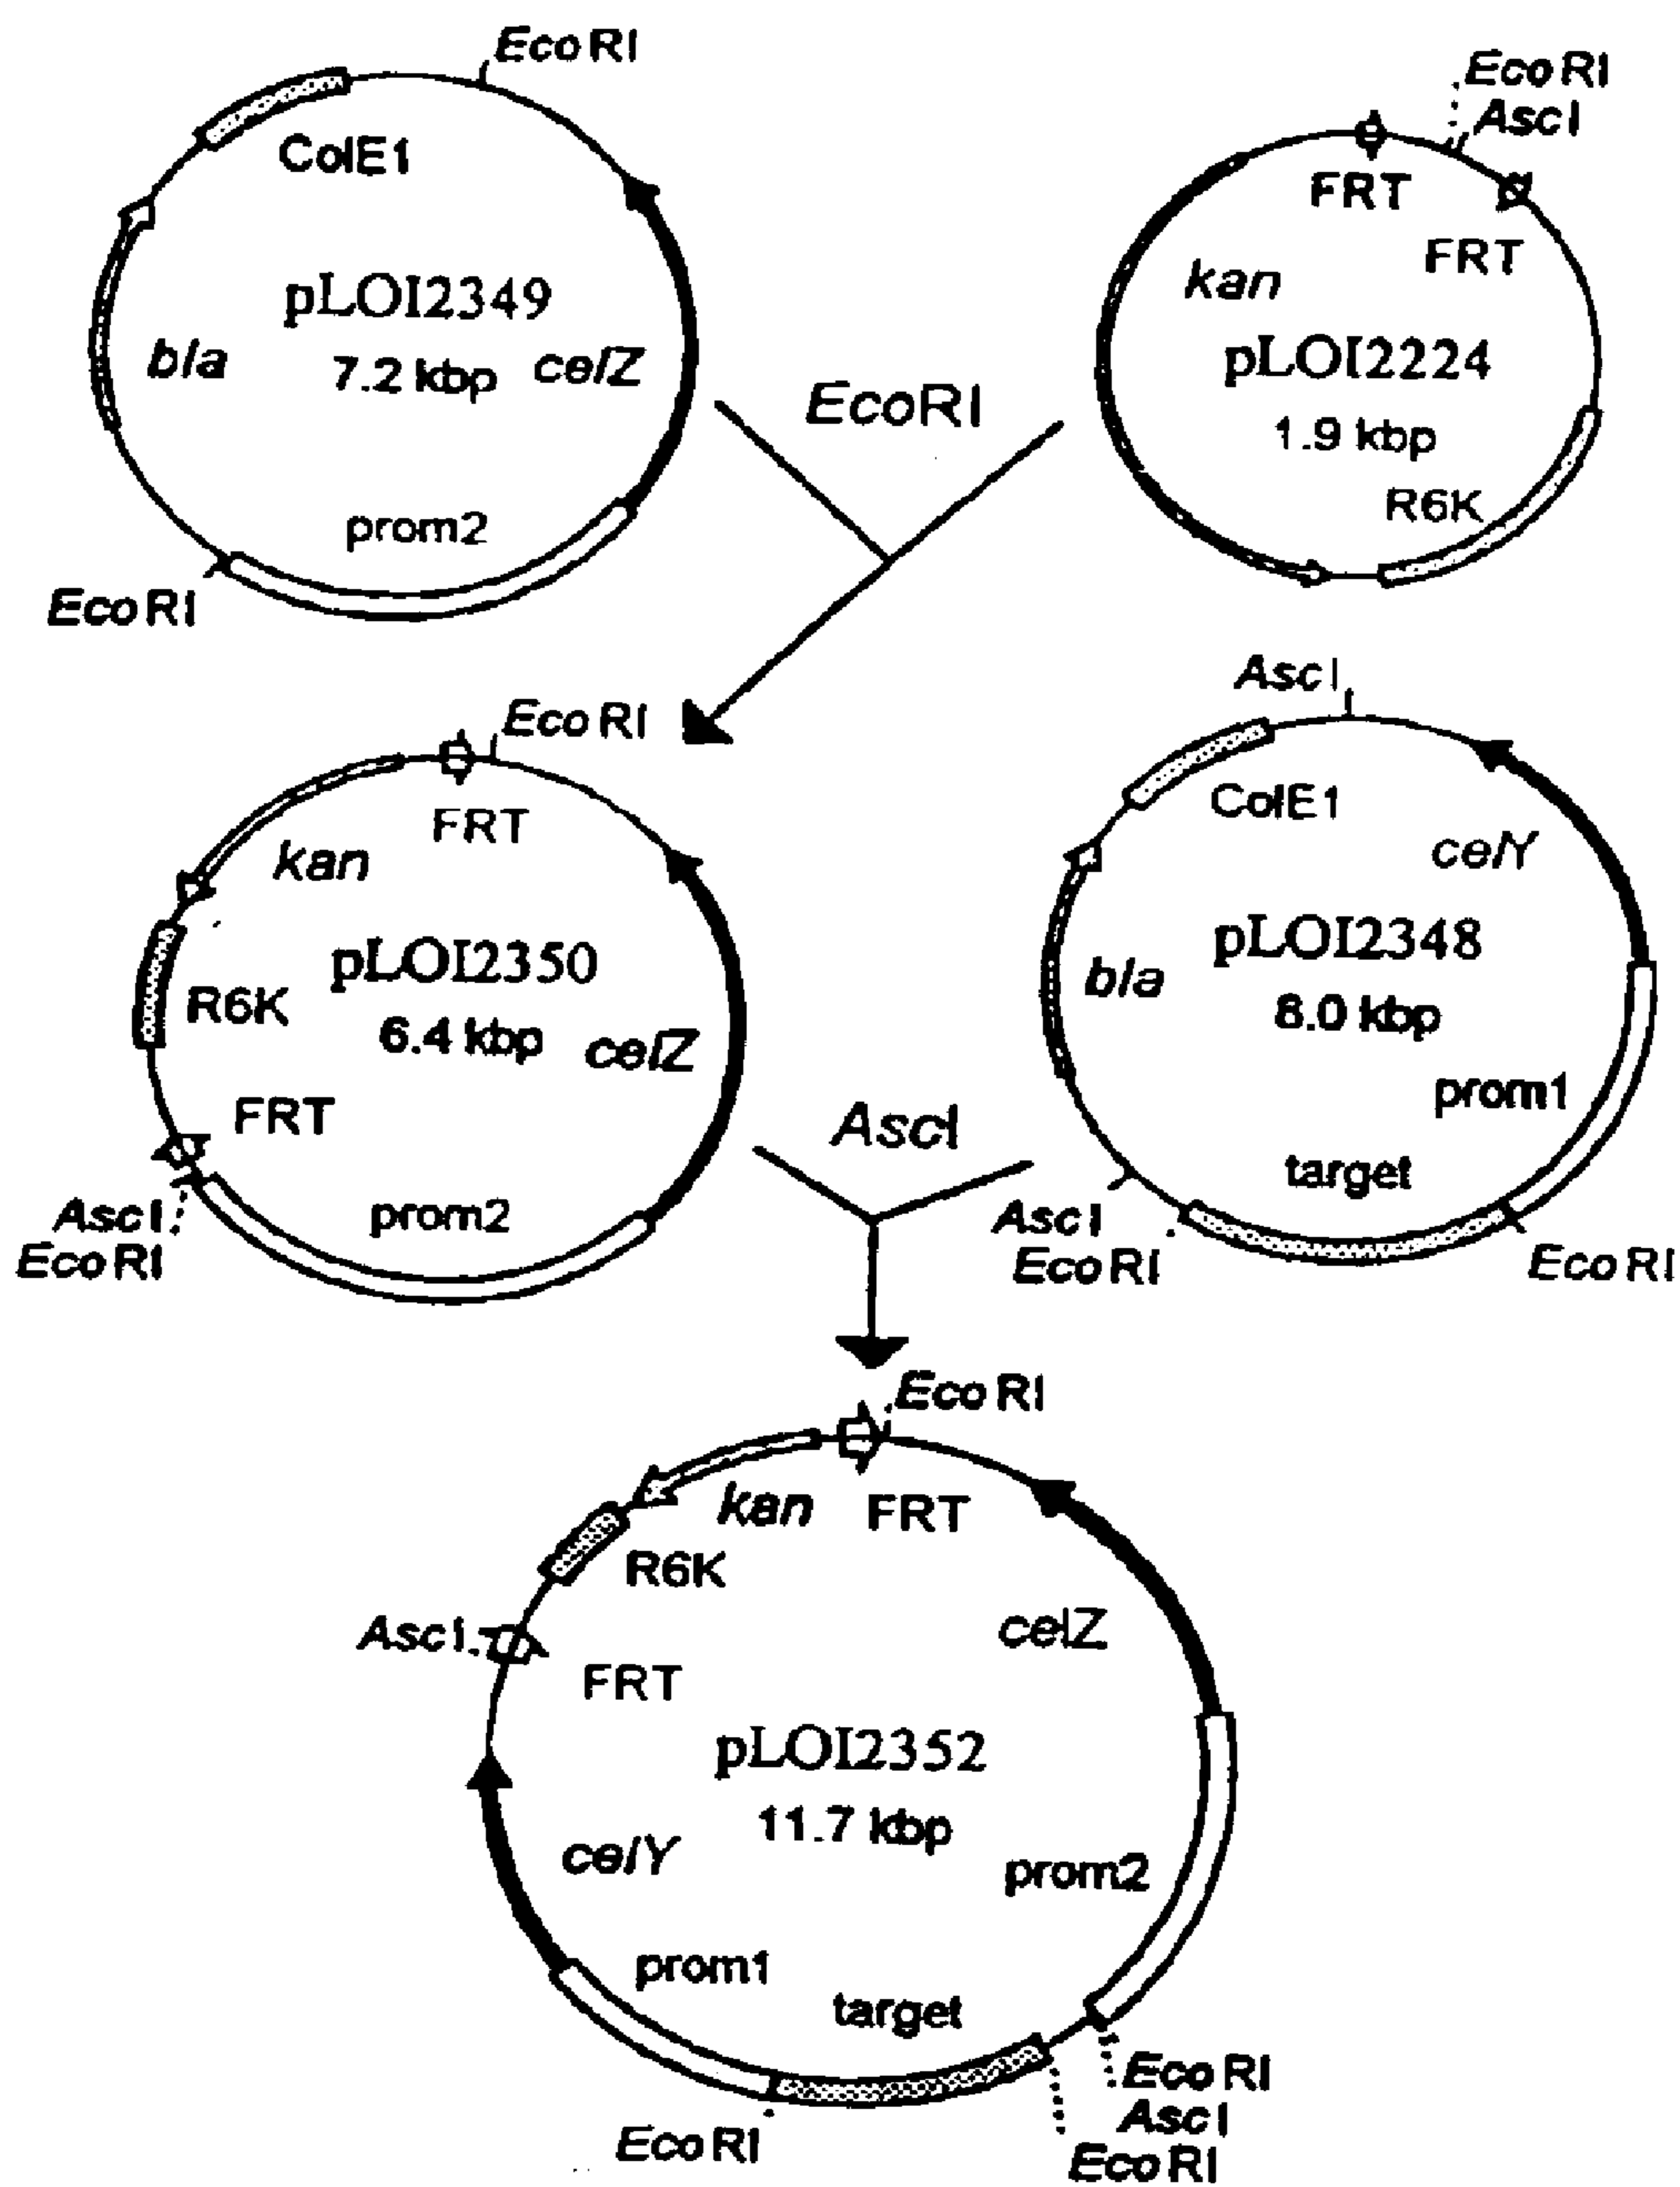 EcoRI
ColE1
pLOI2349
bla
7.2 kbp
celZ
prom2
EcoRI
EcoRI
AscI
FRT
FRT
kan
pLOI2224
1.9 kbp
R6K
EcoRI
EcoRI
FRT
kan
pLOI2350
R6K
6.4 kbp
celZ
FRT
AscI
EcoRI
prom2
AscI
ColE1
celY
pLOI2348
bla
8.0 kbp
prom1
target
AscI
EcoRI
EcoRI
AscI
EcoRI
kan
FRT
R6K
AscI
FRT
celZ
pLOI2352
11.7 kbp
celY
prom2
prom1
target
EcoRI
EcoRI
AscI
EcoRI